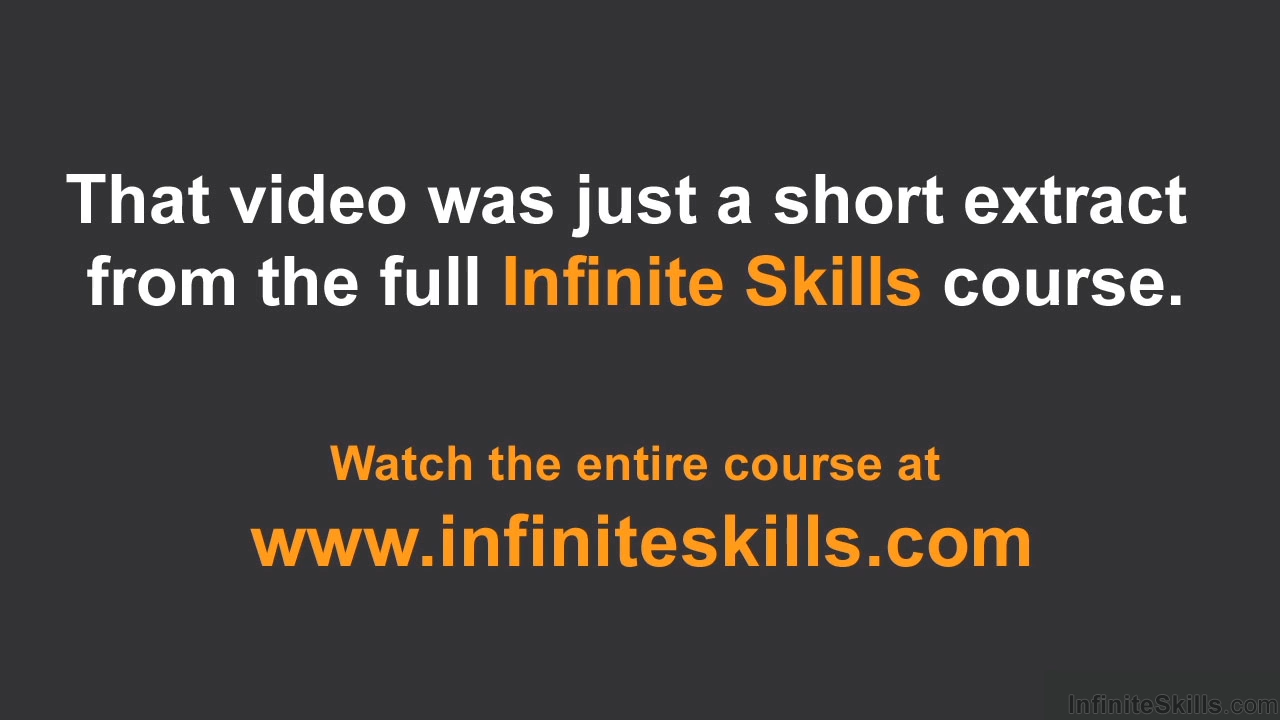 That video was just a short extract
from the full Infinite Skills course.
Watch the entire course at
www.infiniteskills.com
InfiniteSkills.com